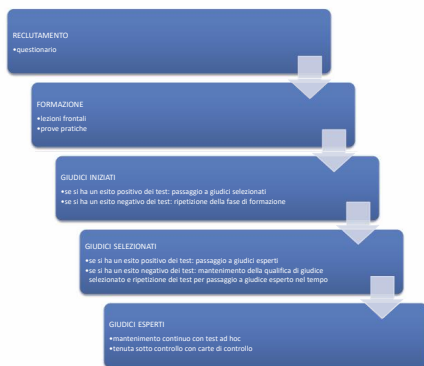 RECLUTAMENTO
•questionario
FORMAZIONE
•lezioni frontali
•prove pratiche
GIUDICI INIZIATI
•se si ha un esito positivo dei test: passaggio a giudici selezionati
•se si ha un esito negativo dei test: ripetizione della fase di formazione
GIUDICI SELEZIONATI
•se si ha un esito positivo dei test: passaggio a giudici esperti
•se si ha un esito negativo dei test: mantenimento della qualifica di giudice
selezionato e ripetizione dei test per passaggio a giudice esperto nel tempo
GIUDICI ESPERTI
•mantenimento continuo con test ad hoc
•tenuta sotto controllo con carte di controllo